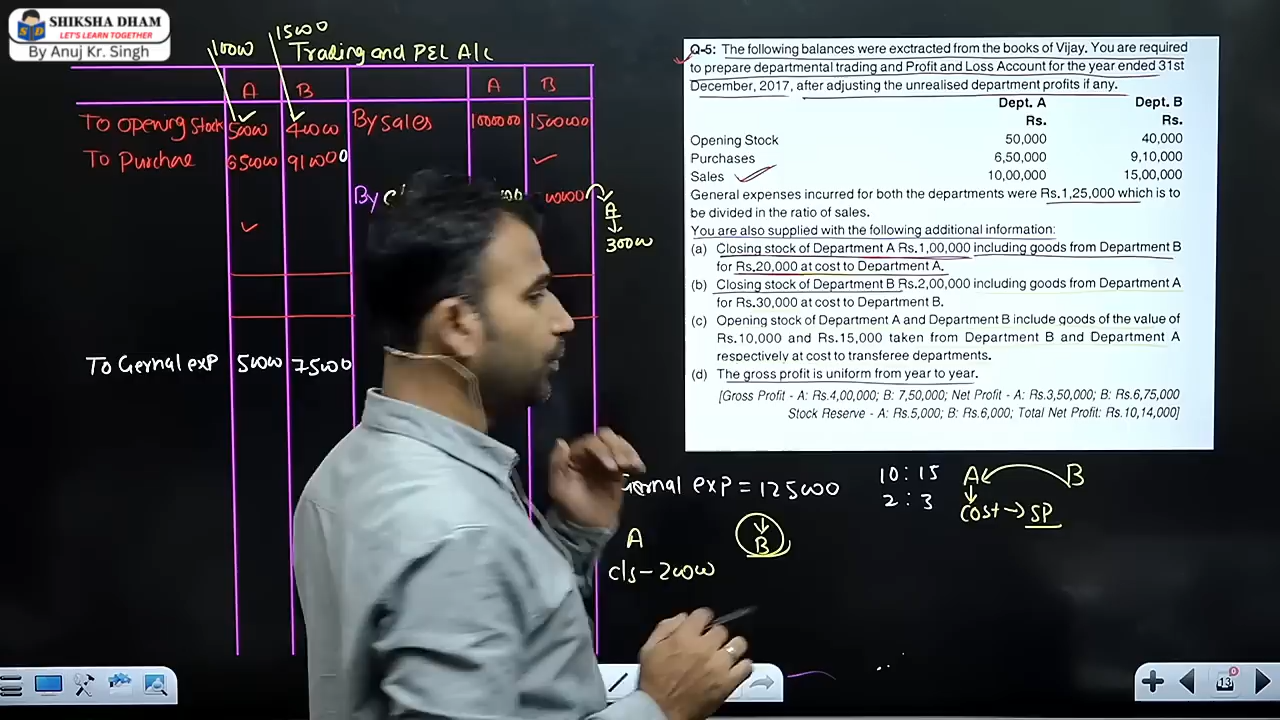 SHIKSHA DHAM
LET'S LEARN TOGETHER
By Anuj Kr. Singh
10000 15000
Trading and P&L A/c
A B A B
To opening stock 50000 40000 By sales 1000000 1500000
To Purchase 650000 910000
By
A
30000
To Gernal exp 50000 75000
Q-5: The following balances were exctracted from the books of Vijay. You are required
to prepare departmental trading and Profit and Loss Account for the year ended 31st
December, 2017, after adjusting the unrealised department profits if any.
Dept. A Dept. B
Rs. Rs.
Opening Stock 50,000 40,000
Purchases 6,50,000 9,10,000
Sales 10,00,000 15,00,000
General expenses incurred for both the departments were Rs.1,25,000 which is to
be divided in the ratio of sales.
You are also supplied with the following additional information:
(a) Closing stock of Department A Rs.1,00,000 including goods from Department B
for Rs.20,000 at cost to Department A.
(b) Closing stock of Department B Rs.2,00,000 including goods from Department A
for Rs.30,000 at cost to Department B.
(c) Opening stock of Department A and Department B include goods of the value of
Rs.10,000 and Rs.15,000 taken from Department B and Department A
respectively at cost to transferee departments.
(d) The gross profit is uniform from year to year.
[Gross Profit - A: Rs.4,00,000; B: 7,50,000; Net Profit - A: Rs.3,50,000; B: Rs.6,75,000
Stock Reserve - A: Rs.5,000; B: Rs.6,000; Total Net Profit: Rs.10,14,000]
Gernal exp = 125000
10 : 15
2 : 3
A B
Cost → SP
A B
c/s - 20000
13
0